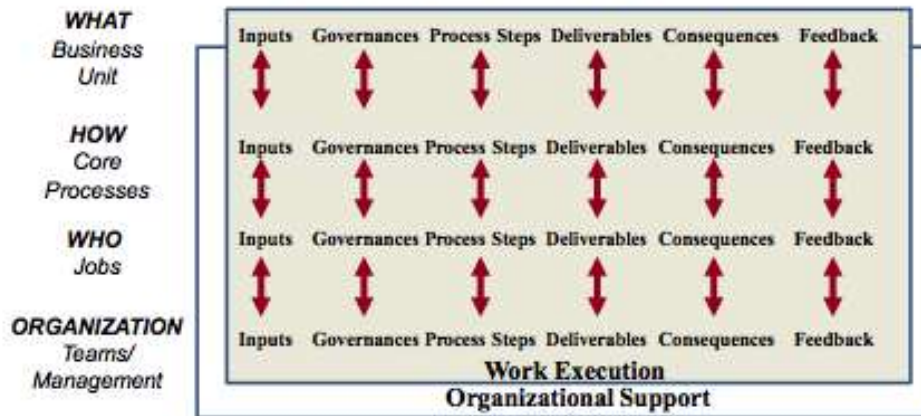 WHAT
Business
Unit
Inputs Governances Process Steps Deliverables Consequences Feedback
HOW
Core
Processes
Inputs Governances Process Steps Deliverables Consequences Feedback
WHO
Jobs
Inputs Governances Process Steps Deliverables Consequences Feedback
ORGANIZATION
Teams/
Management
Inputs Governances Process Steps Deliverables Consequences Feedback
Work Execution
Organizational Support